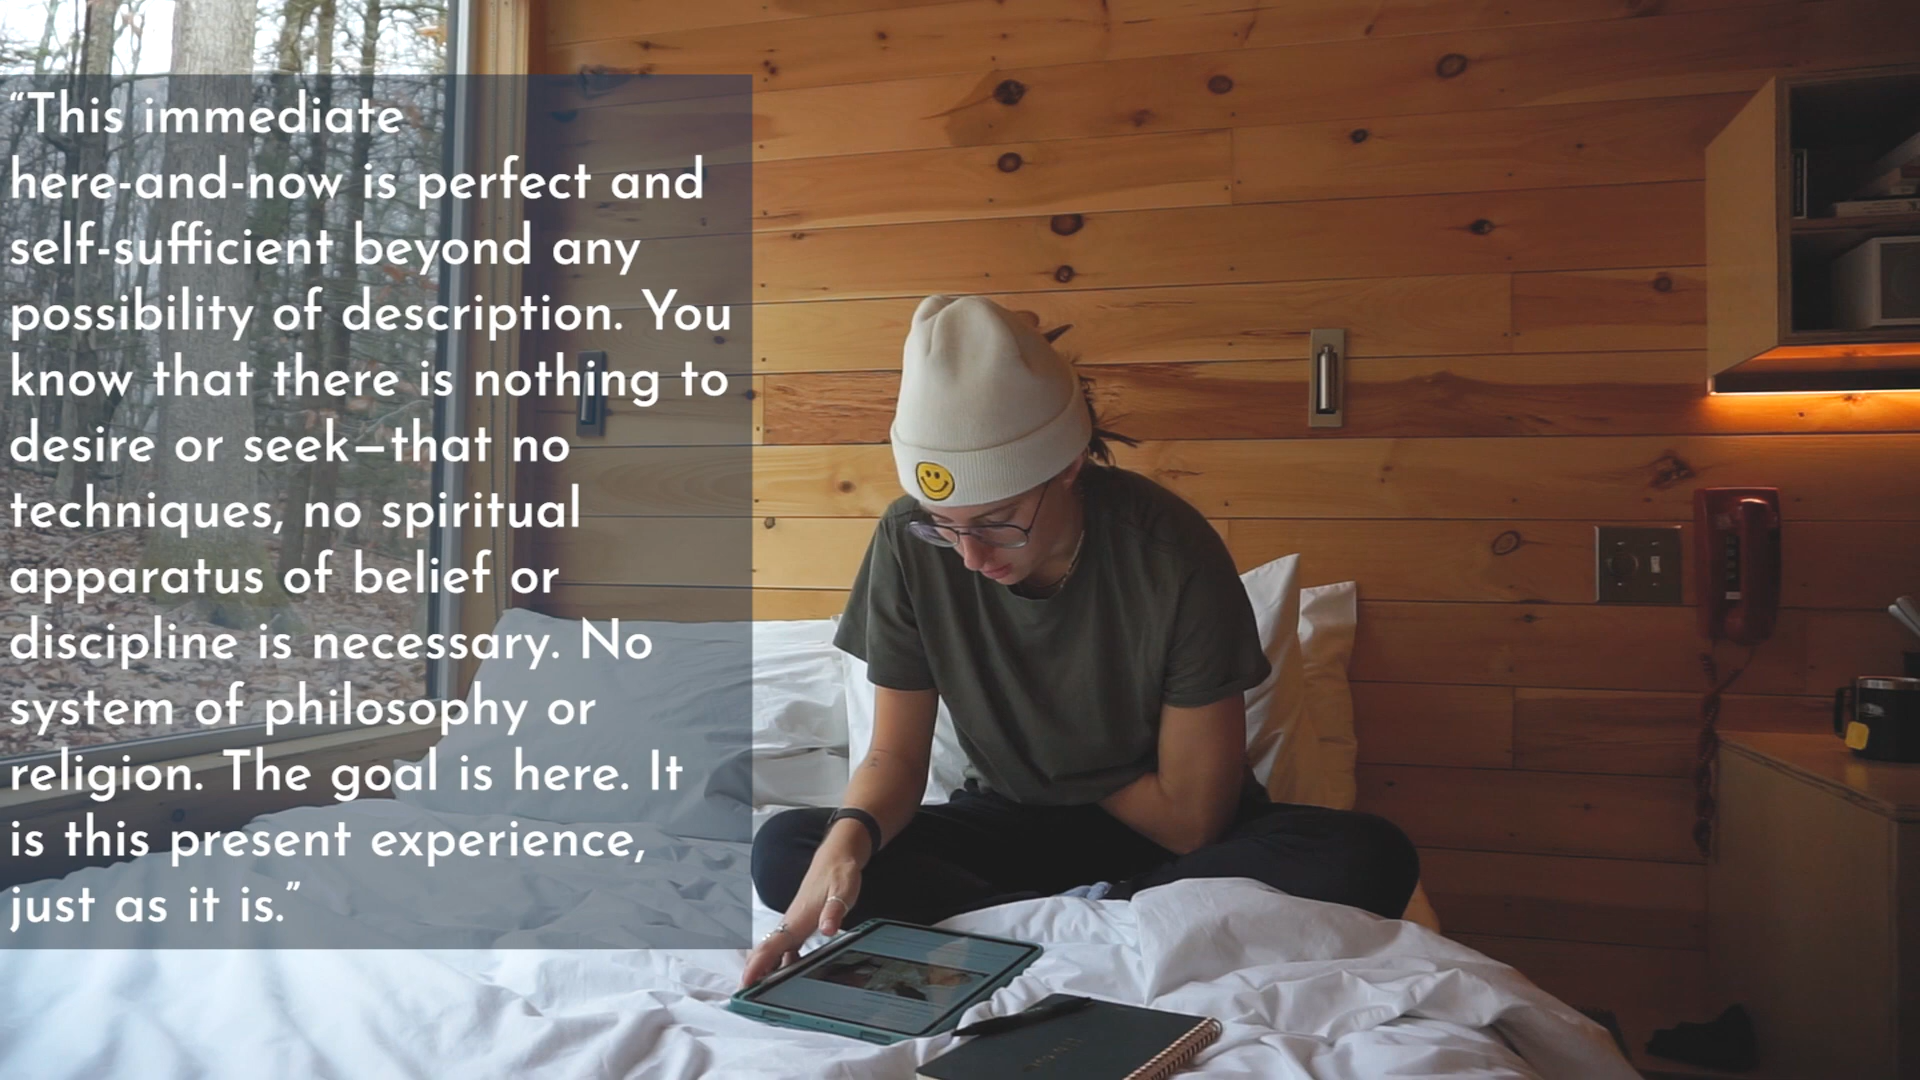 “This immediate
here-and-now is perfect and
self-sufficient beyond any
possibility of description. You
know that there is nothing to
desire or seek—that no
techniques, no spiritual
apparatus of belief or
discipline is necessary. No
system of philosophy or
religion. The goal is here. It
is this present experience,
just as it is.”